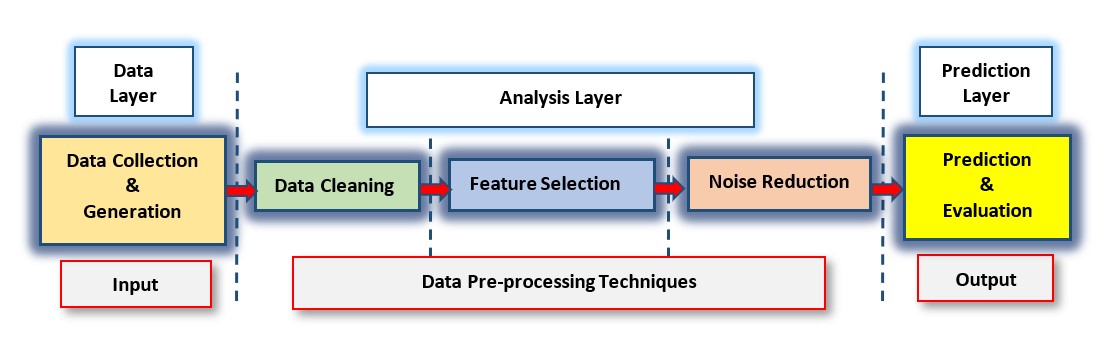 Data
Layer
Analysis Layer
Prediction
Layer
Data Collection
&
Generation
Data Cleaning
Feature Selection
Noise Reduction
Prediction
&
Evaluation
Input
Data Pre-processing Techniques
Output